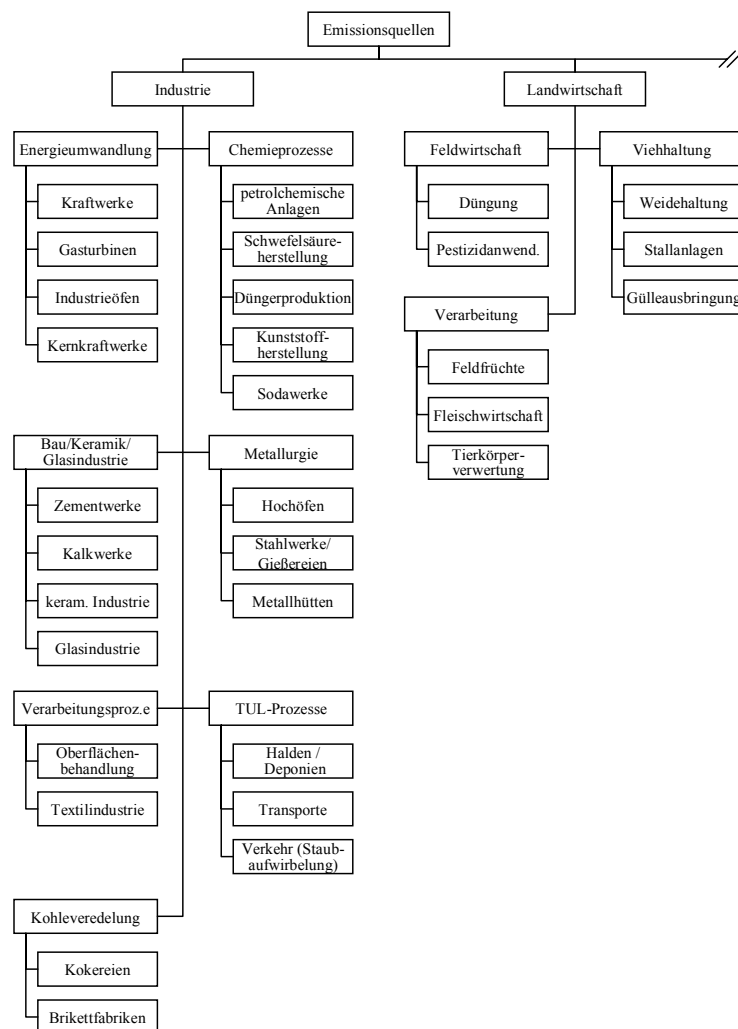 Emissionsquellen
Industrie
Landwirtschaft
Energieumwandlung
Kraftwerke
Gasturbinen
Industrieöfen
Kernkraftwerke
Chemieprozesse
petrolchemische
Anlagen
Schwefelsäure-
herstellung
Düngerproduktion
Kunststoff-
herstellung
Sodawerke
Bau/Keramik/
Glasindustrie
Zementwerke
Kalkwerke
keram. Industrie
Glasindustrie
Metallurgie
Hochöfen
Stahlwerke/
Gießereien
Metallhütten
Verarbeitungsproz.e
Oberflächen-
behandlung
Textilindustrie
TUL-Prozesse
Halden /
Deponien
Transporte
Verkehr (Staub-
aufwirbelung)
Kohleveredelung
Kokereien
Brikettfabriken
Feldwirtschaft
Düngung
Pestizidanwend.
Viehhaltung
Weidehaltung
Stallanlagen
Gülleausbringung
Verarbeitung
Feldfrüchte
Fleischwirtschaft
Tierkörper-
verwertung